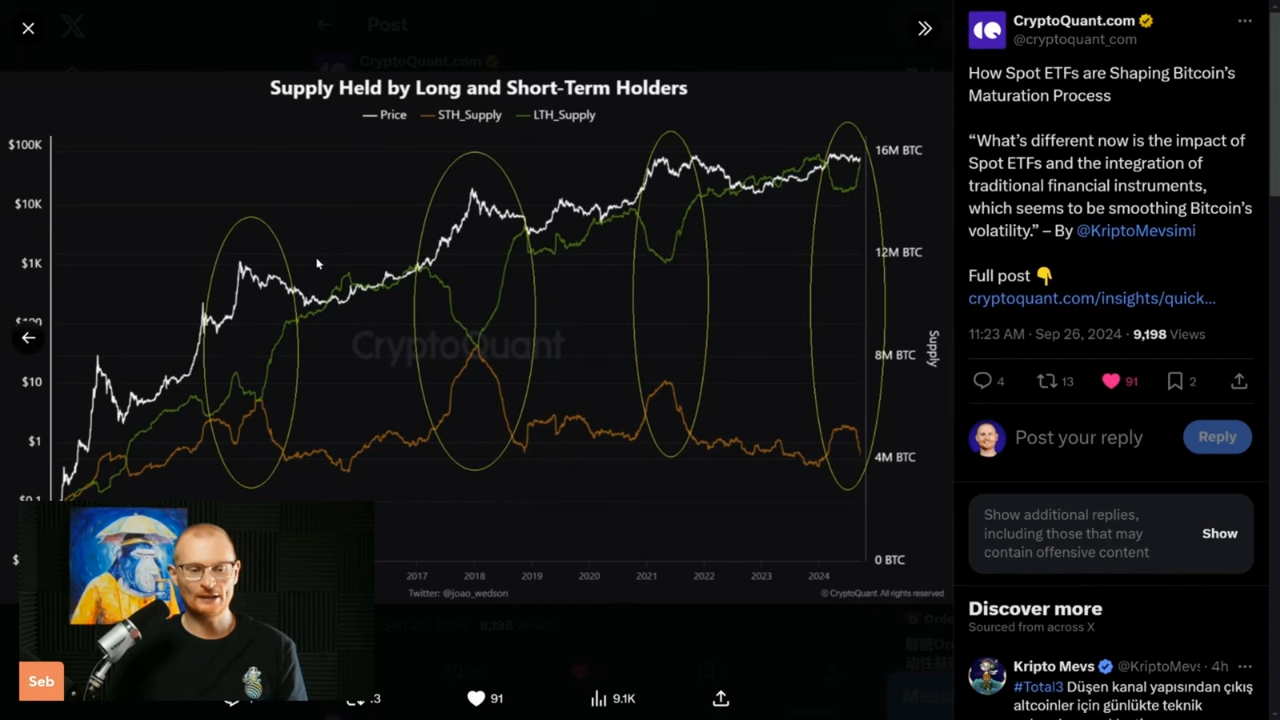 Post
CryptoQuant.com
Supply Held by Long and Short-Term Holders
Price STH_Supply LTH_Supply
$100K
$10K
$1K
$10
$1
$0.1
$
16M BTC
12M BTC
8M BTC
4M BTC
0 BTC
Supply
CryptoQuant
2017 2018 2019 2020 2021 2022 2023 2024
Twitter: @joao_wedson
© CryptoQuant. All rights reserved
Seb
91
9.1K
CryptoQuant.com
@cryptoquant_com
How Spot ETFs are Shaping Bitcoin's
Maturation Process
“What's different now is the impact of
Spot ETFs and the integration of
traditional financial instruments,
which seems to be smoothing Bitcoin's
volatility.” – By @KriptoMevsimi
Full post 👇
cryptoquant.com/insights/quick...
11:23 AM · Sep 26, 2024 · 9,198 Views
4 13 91 2
Post your reply
Reply
Show additional replies,
including those that may
contain offensive content
Show
Discover more
Sourced from across X
Kripto Mevs @KriptoMevs · 4h
#Total3 Düşen kanal yapısından çıkış
altcoinler için günlükte teknik